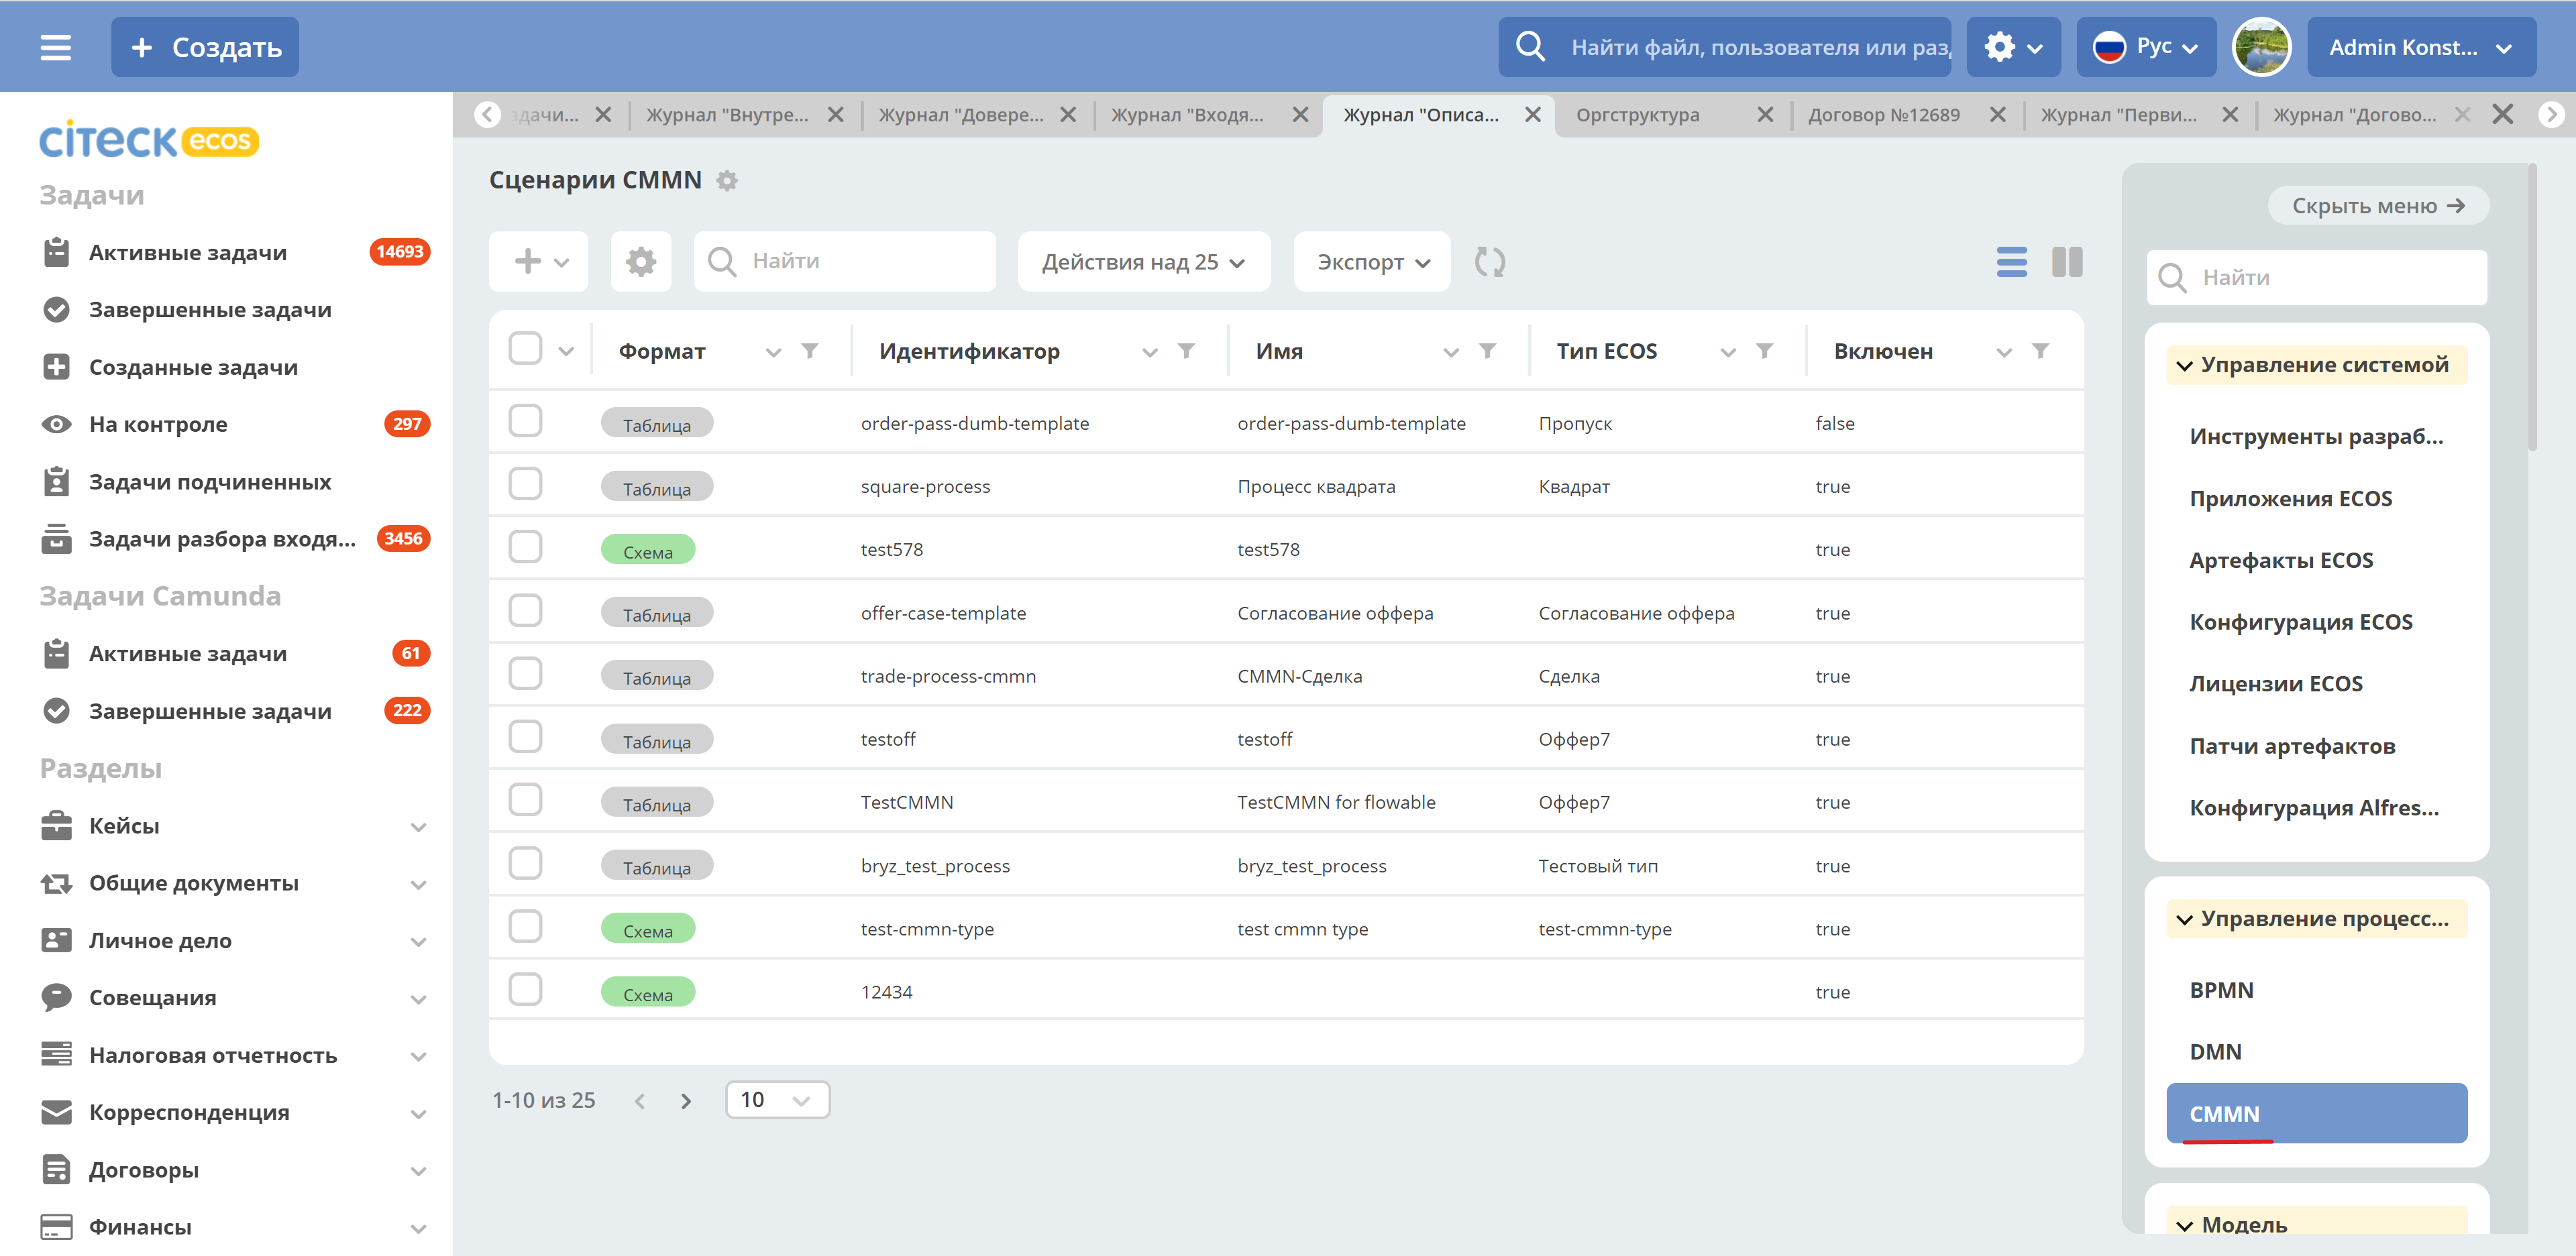 Создать
Найти файл, пользователя или раз
Рус
Admin Konst...
адачи...
Журнал "Внутре...
Журнал "Довере...
Журнал "Входя...
Журнал "Описа...
Оргструктура
Договор №12689
Журнал "Перви...
Журнал "Догово...
CITECK ecos
Задачи
Активные задачи 14693
Завершенные задачи
Созданные задачи
На контроле 297
Задачи подчиненных
Задачи разбора входя... 3456
Задачи Camunda
Активные задачи 61
Завершенные задачи 222
Разделы
Кейсы
Общие документы
Личное дело
Совещания
Налоговая отчетность
Корреспонденция
Договоры
Финансы
Сценарии CMMN
Найти
Действия над 25
Экспорт
Формат Идентификатор Имя Тип ECOS Включен
Таблица order-pass-dumb-template order-pass-dumb-template Пропуск false
Таблица square-process Процесс квадрата Квадрат true
Схема test578 test578 true
Таблица offer-case-template Согласование оффера Согласование оффера true
Таблица trade-process-cmmn CMMN-Сделка Сделка true
Таблица testoff testoff Оффер7 true
Таблица TestCMMN TestCMMN for flowable Оффер7 true
Таблица bryz_test_process bryz_test_process Тестовый тип true
Схема test-cmmn-type test cmmn type test-cmmn-type true
Схема 12434 true
1-10 из 25
10
Скрыть меню
Найти
Управление системой
Инструменты разраб...
Приложения ECOS
Артефакты ECOS
Конфигурация ECOS
Лицензии ECOS
Патчи артефактов
Конфигурация Alfres...
Управление процесс...
BPMN
DMN
CMMN
Модель